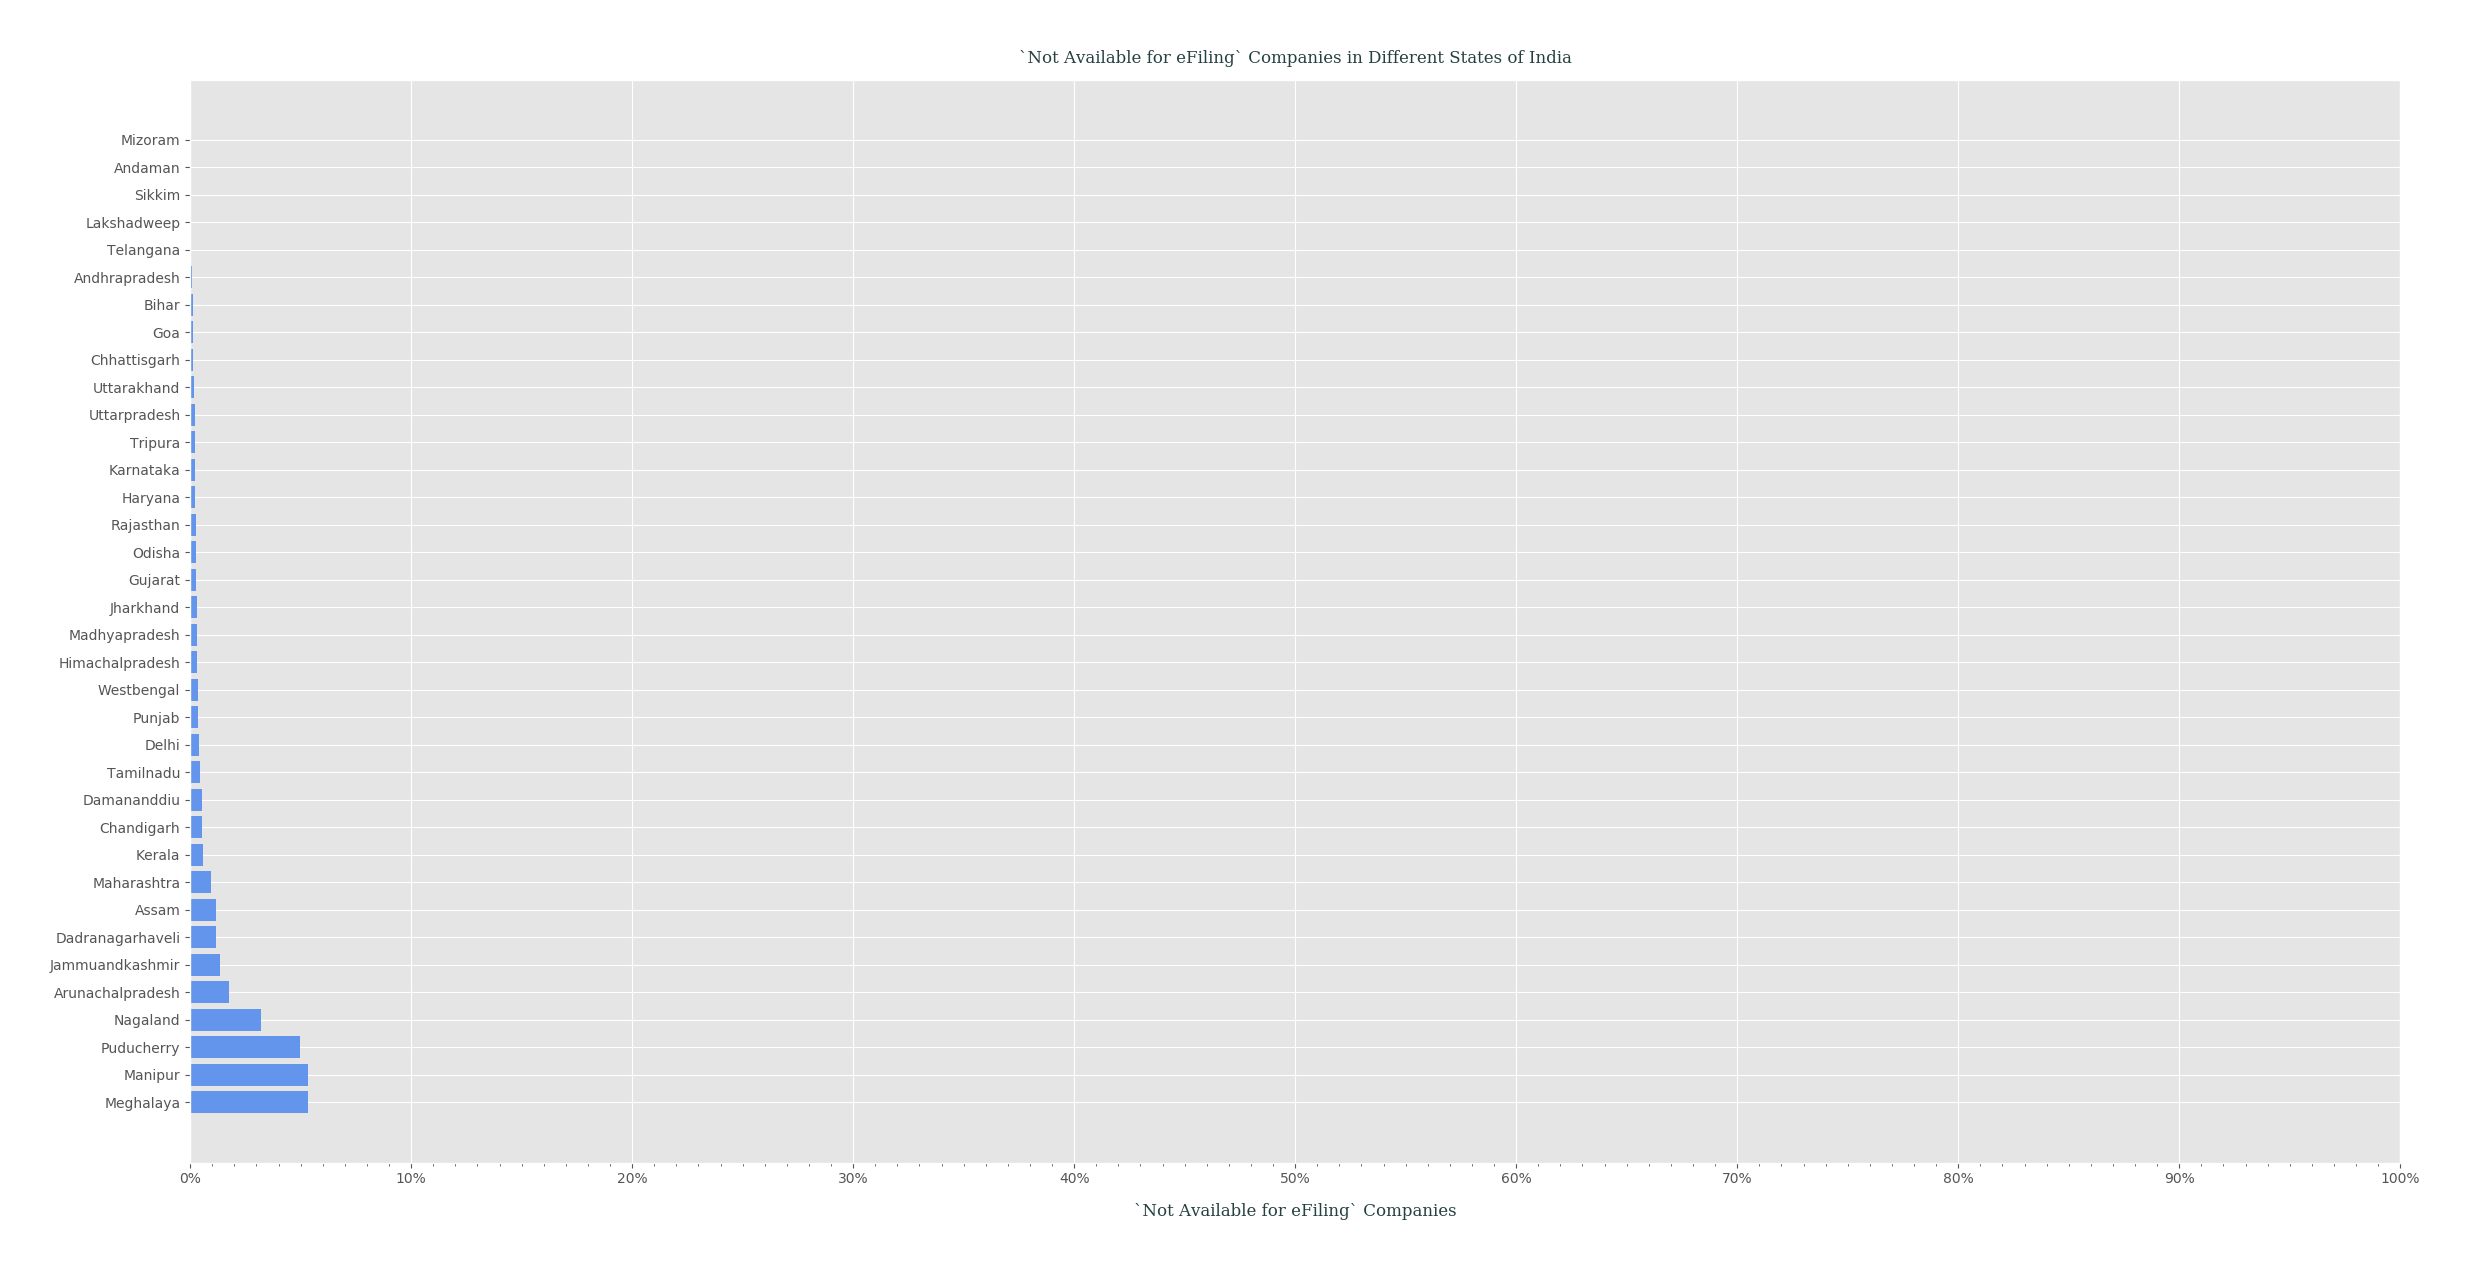 `Not Available for eFiling` Companies in Different States of India
Mizoram
Andaman
Sikkim
Lakshadweep
Telangana
Andhrapradesh
Bihar
Goa
Chhattisgarh
Uttarakhand
Uttarpradesh
Tripura
Karnataka
Haryana
Rajasthan
Odisha
Gujarat
Jharkhand
Madhyapradesh
Himachalpradesh
Westbengal
Punjab
Delhi
Tamilnadu
Damananddiu
Chandigarh
Kerala
Maharashtra
Assam
Dadranagarhaveli
Jammuandkashmir
Arunachalpradesh
Nagaland
Puducherry
Manipur
Meghalaya
0% 10% 20% 30% 40% 50% 60% 70% 80% 90% 100%
`Not Available for eFiling` Companies